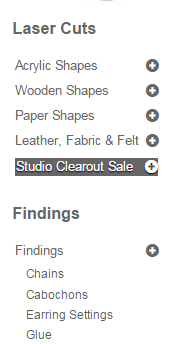 Laser Cuts
Acrylic Shapes
Wooden Shapes
Paper Shapes
Leather, Fabric & Felt
Studio Clearout Sale
Findings
Findings
Chains
Cabochons
Earring Settings
Glue